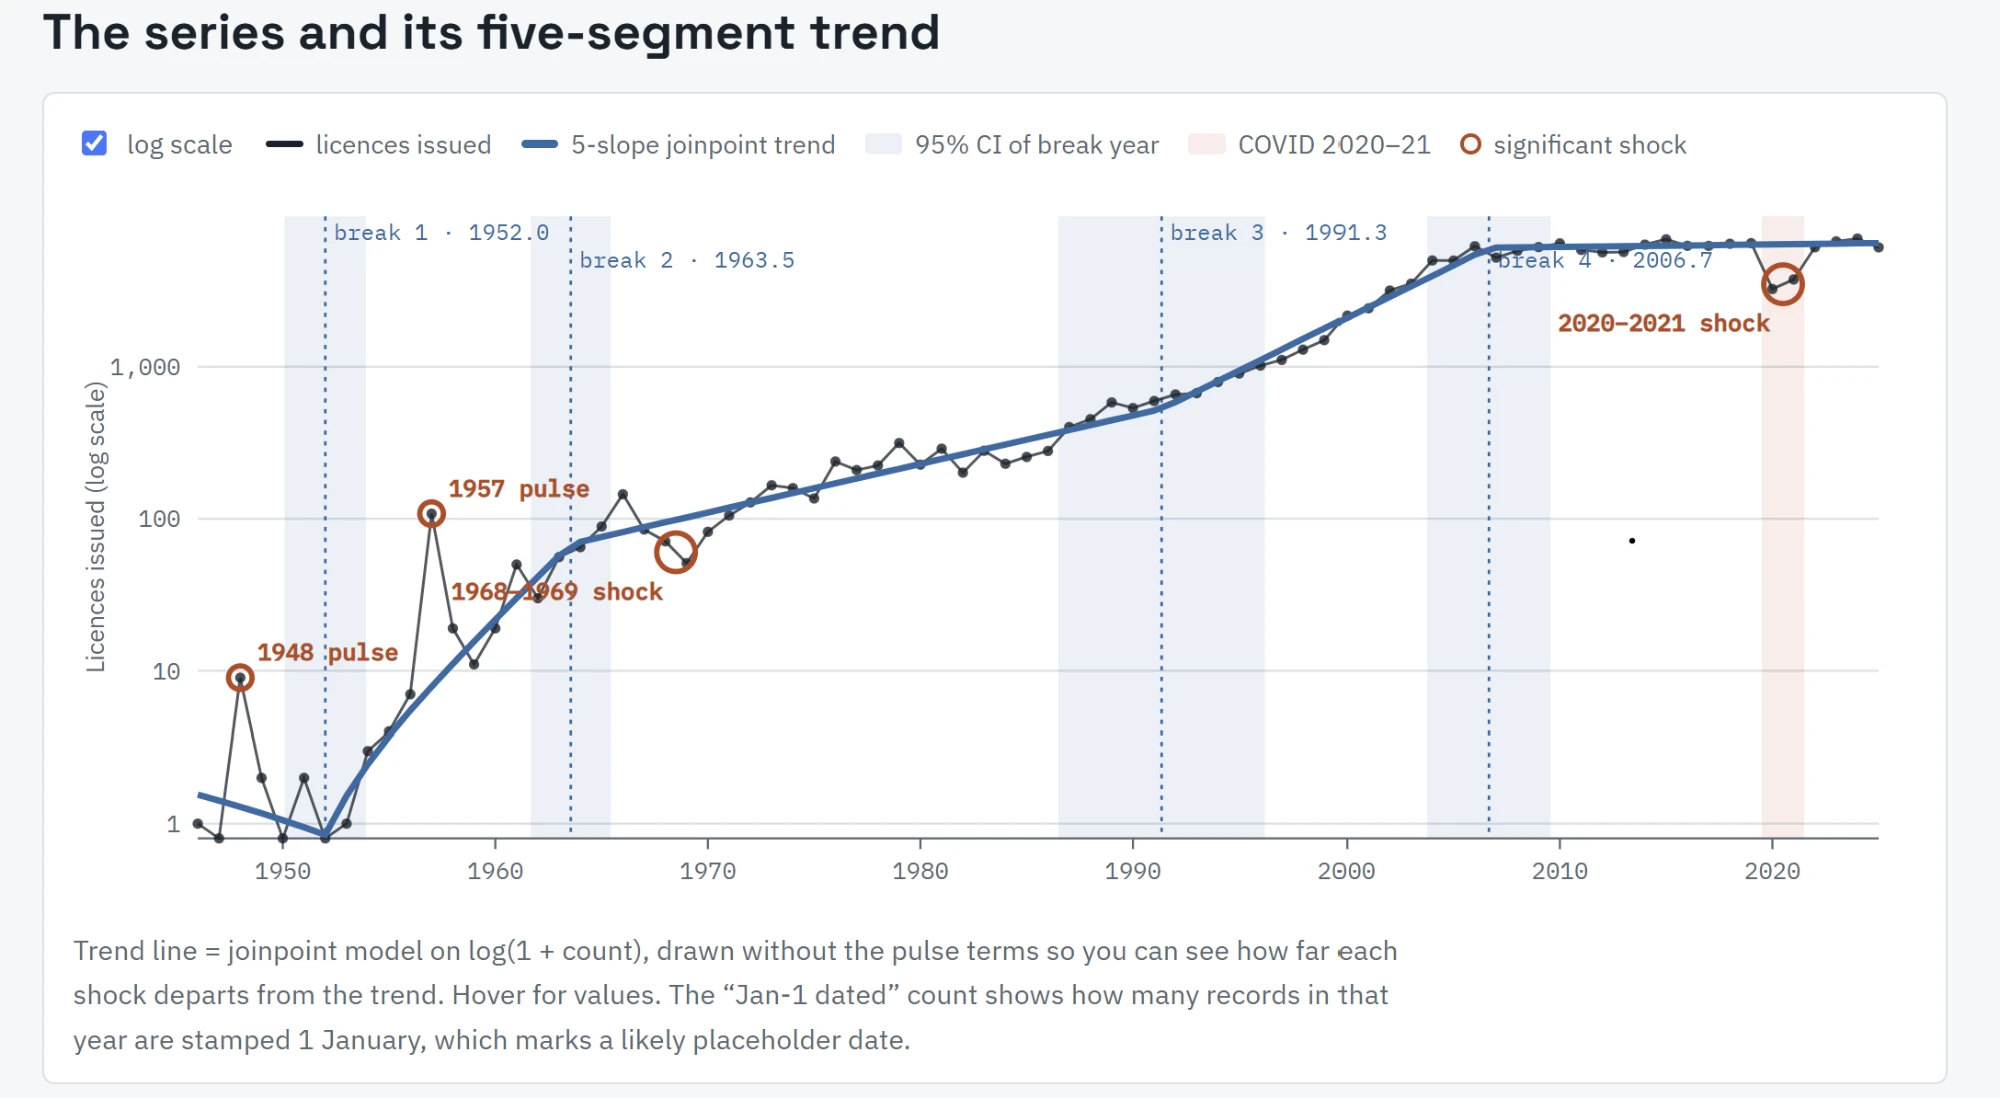 The series and its five-segment trend
log scale
licences issued
5-slope joinpoint trend
95% CI of break year
COVID 2020–21
significant shock
break 1 · 1952.0
break 2 · 1963.5
break 3 · 1991.3
break 4 · 2006.7
2020–2021 shock
1957 pulse
1968–1969 shock
1948 pulse
Licences issued (log scale)
1,000
100
10
1
1950
1960
1970
1980
1990
2000
2010
2020
Trend line = joinpoint model on log(1 + count), drawn without the pulse terms so you can see how far each
shock departs from the trend. Hover for values. The “Jan-1 dated” count shows how many records in that
year are stamped 1 January, which marks a likely placeholder date.